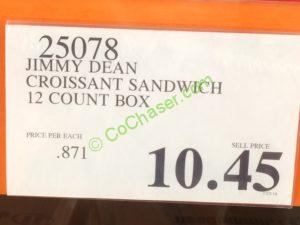 25078
JIMMY DEAN
CROISSANT SANDWICH
12 COUNT BOX
© CoChaser.com
PRICE PER EACH
.871
SELL PRICE
10.45